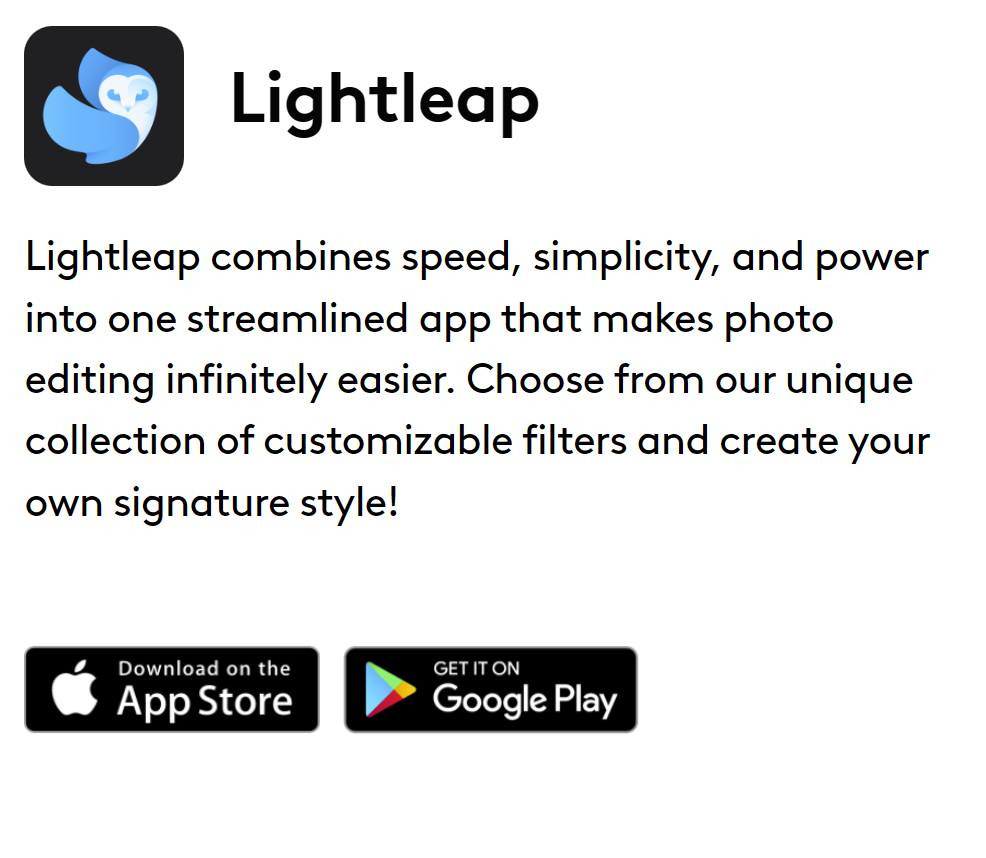 Lightleap
Lightleap combines speed, simplicity, and power
into one streamlined app that makes photo
editing infinitely easier. Choose from our unique
collection of customizable filters and create your
own signature style!
Download on the
App Store
GET IT ON
Google Play